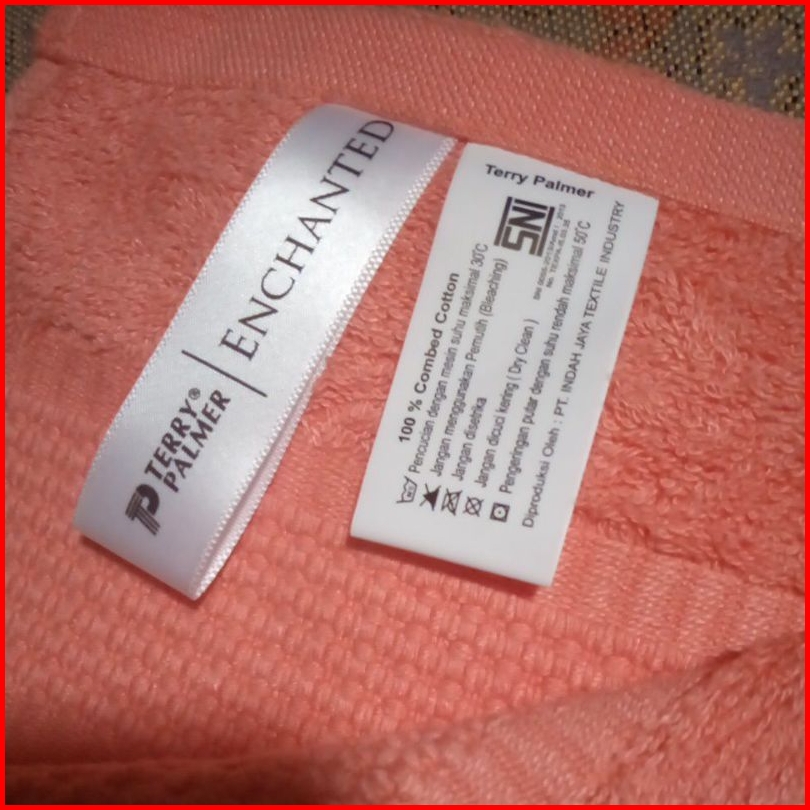 TERRY®
PALMER
ENCHANTED
Terry Palmer
SNI
100 % Combed Cotton
Pencucian dengan mesin suhu maksimal 30°C
Jangan menggunakan Pemutih (Bleaching)
Jangan disetrika
Jangan dicuci kering ( Dry Clean )
Pengeringan putar dengan suhu rendah maksimal 50°C
Diproduksi Oleh : PT. INDAH JAYA TEXTILE INDUSTRY